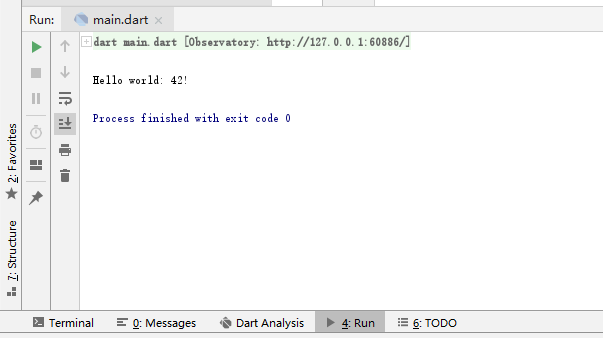 Run: main.dart
dart main.dart [Observatory: http://127.0.0.1:60886/]
Hello world: 42!
Process finished with exit code 0
2: Favorites
7: Structure
Terminal 0: Messages Dart Analysis 4: Run 6: TODO